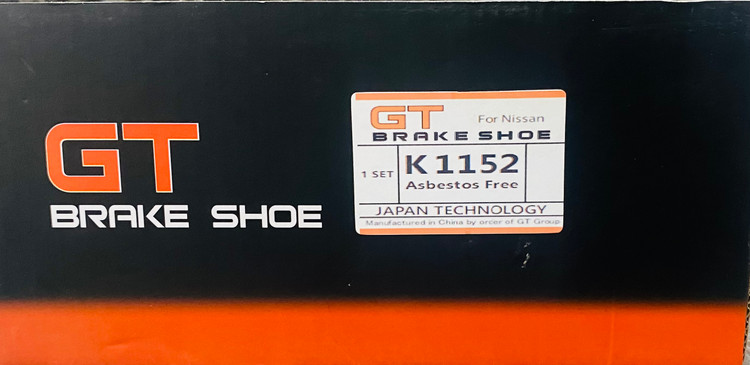 GT
BRAKE SHOE
GT For Nissan
BRAKE SHOE
1 SET K1152
Asbestos Free
JAPAN TECHNOLOGY
Manufactured in China by order of GT Group